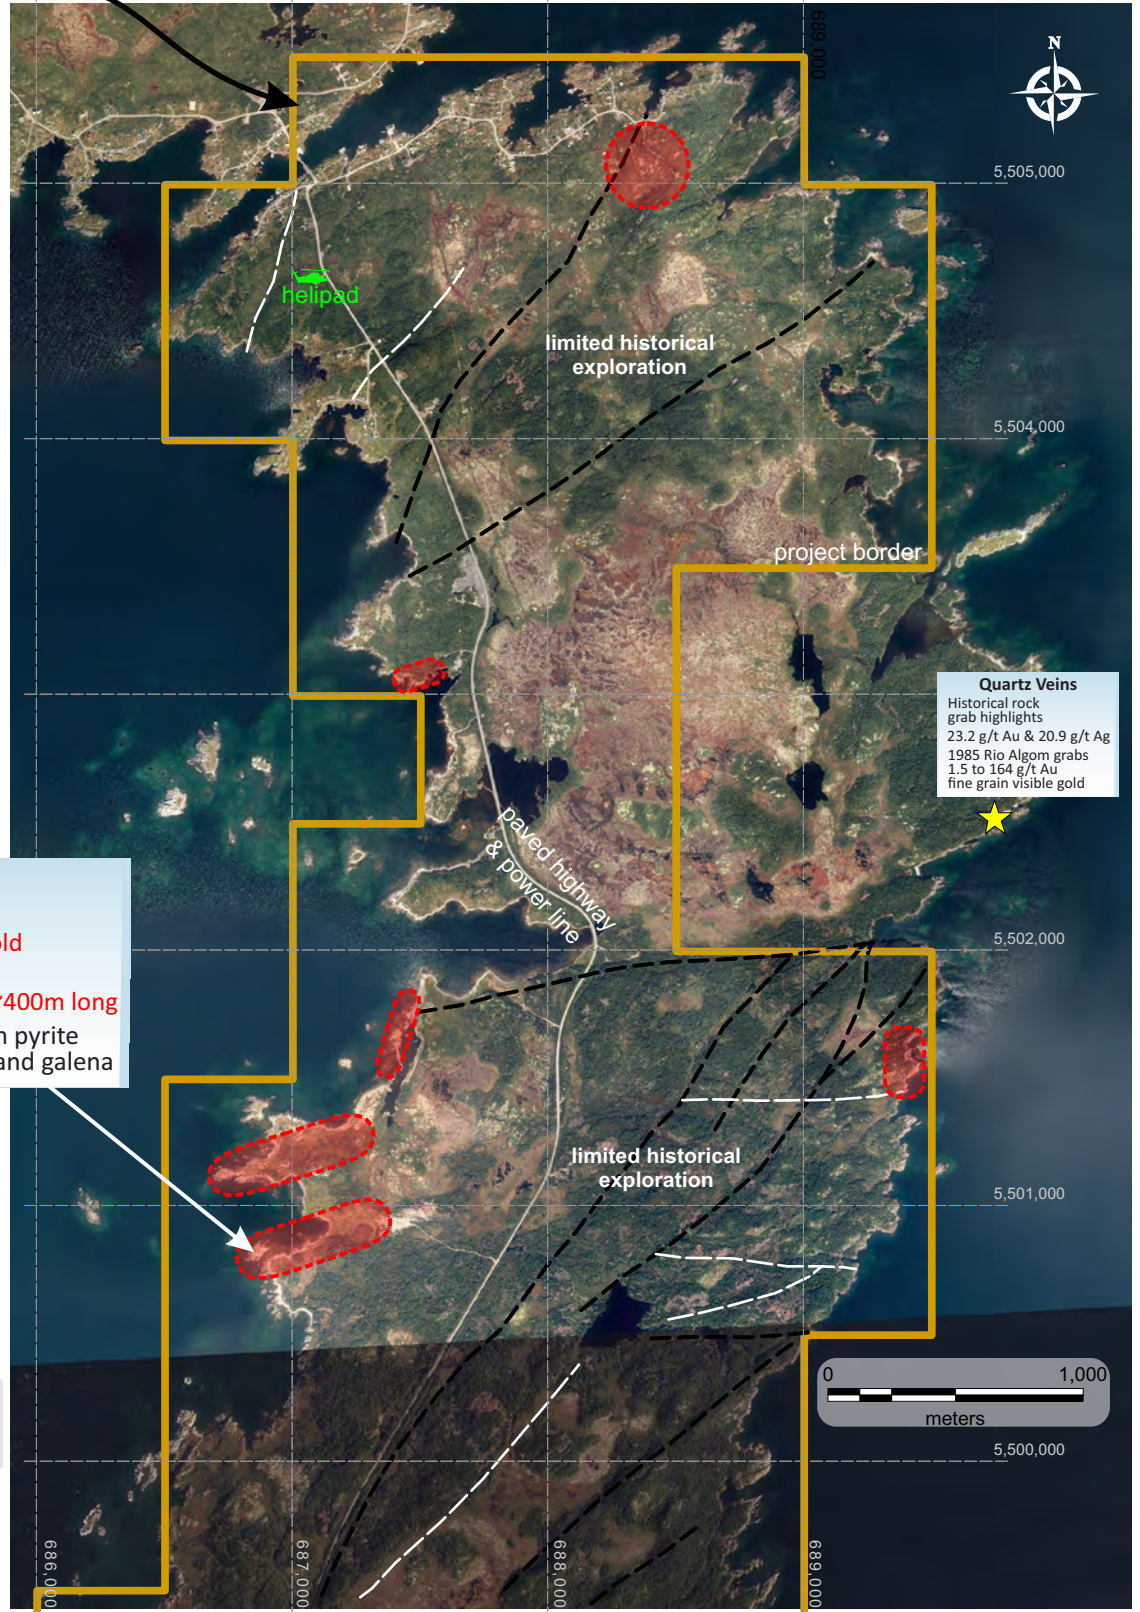 689,000
N
5,505,000
helipad
limited historical
exploration
5,504,000
project border
Quartz Veins
Historical rock
grab highlights
23.2 g/t Au & 20.9 g/t Ag
1985 Rio Algom grabs
1.5 to 164 g/t Au
fine grain visible gold
paved highway
& power line
old
400m long
pyrite
and galena
5,502,000
limited historical
exploration
5,501,000
0 1,000
meters
5,500,000
686,000
687,000
688,000
689,000